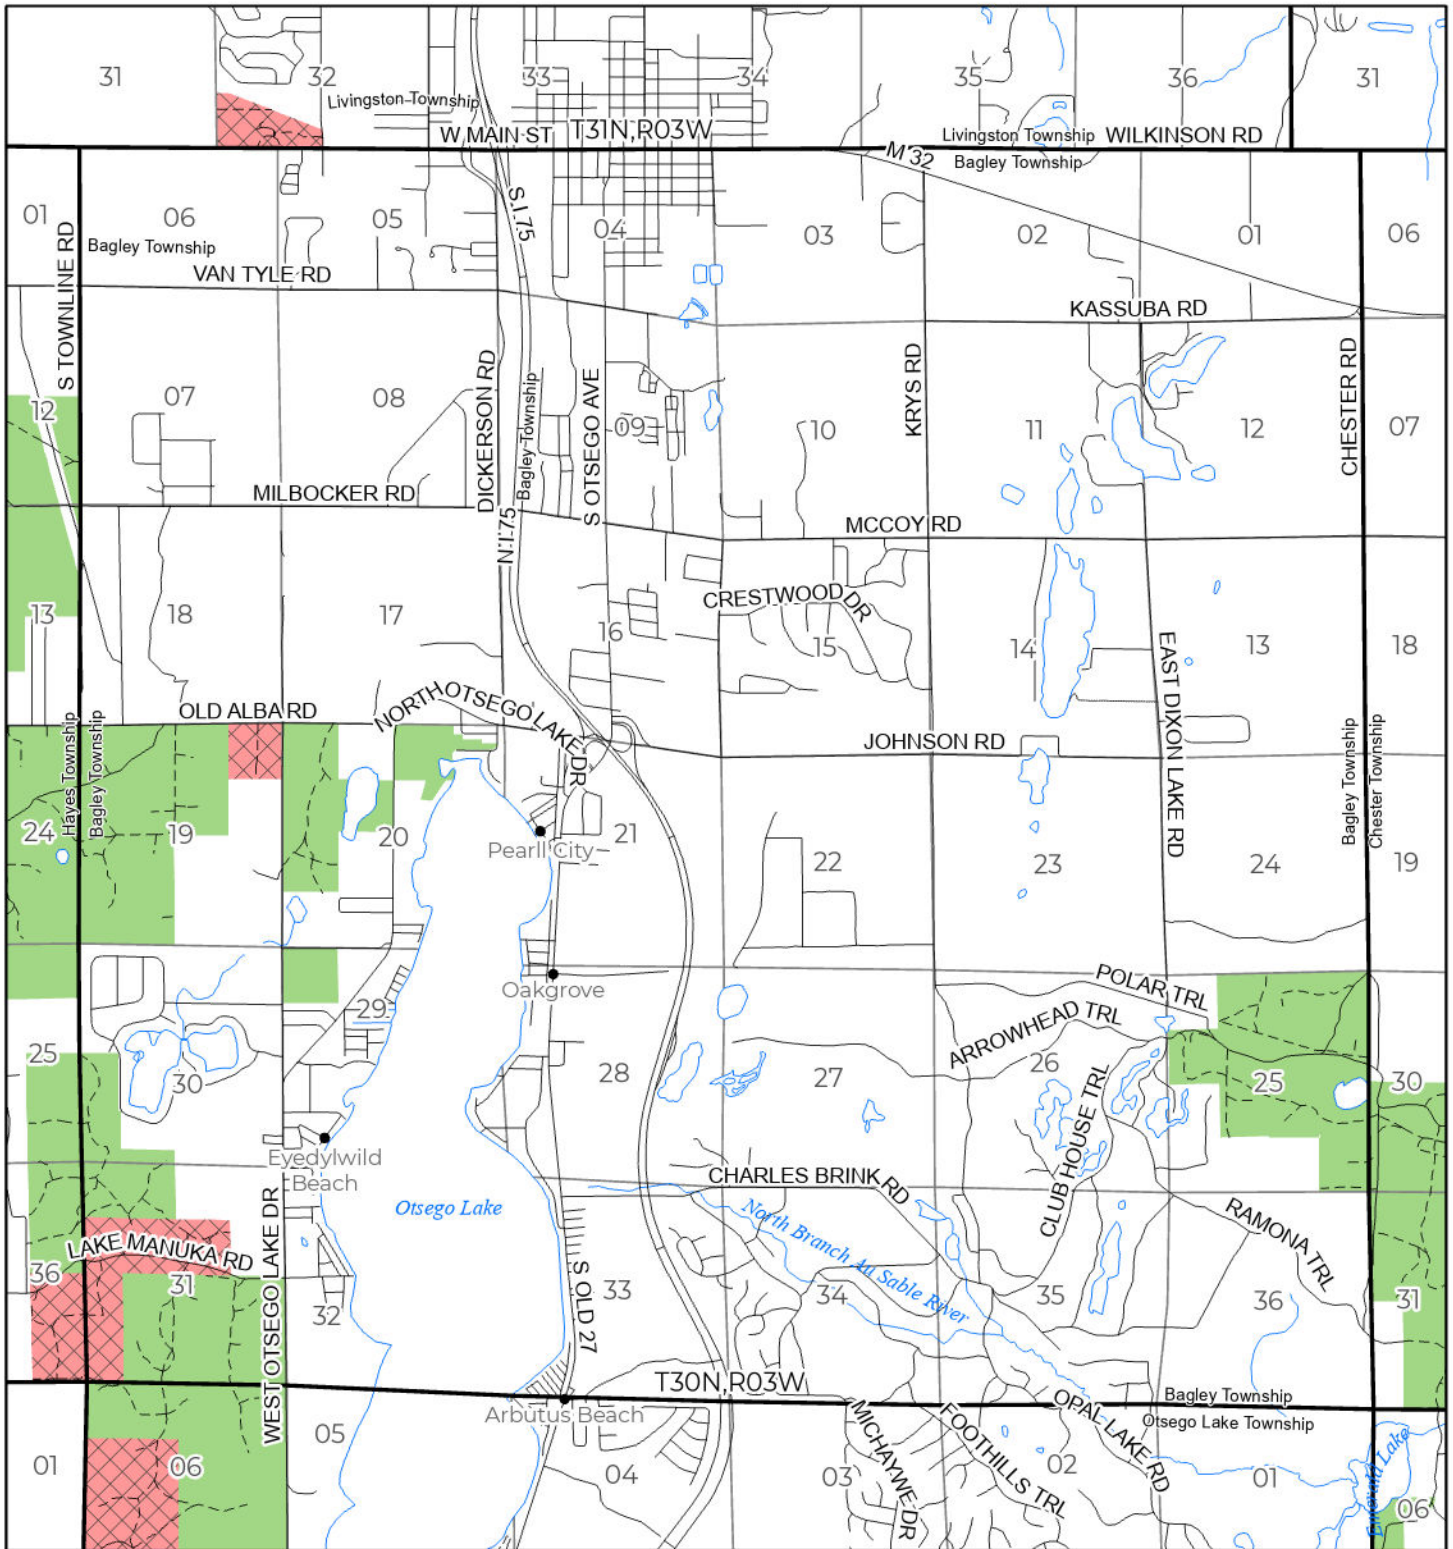 31
32
33
34
35
36
31
Livingston Township
W MAIN ST
T31N,R03W
Livingston Township
WILKINSON RD
Bagley Township
M 32
01
06
05
S I 75
04
03
02
01
06
S TOWNLINE RD
Bagley Township
VAN TYLE RD
KASSUBA RD
12
07
08
DICKERSON RD
Bagley Township
S OTSEGO AVE
09
10
KRYS RD
11
12
CHESTER RD
07
MILBOCKER RD
N I 75
MCCOY RD
13
18
17
16
CRESTWOOD DR
15
14
EAST DIXON LAKE RD
13
18
OLD ALBA RD
NORTH OTSEGO LAKE DR
JOHNSON RD
Hayes Township
Bagley Township
Bagley Township
Chester Township
24
19
20
Pearll City
21
22
23
24
19
Oakgrove
POLAR TRL
ARROWHEAD TRL
29
25
30
28
27
26
CLUB HOUSE TRL
25
30
Eyedylwild
Beach
CHARLES BRINK RD
Otsego Lake
North Branch Au Sable River
RAMONA TRL
LAKE MANUKA RD
WEST OTSEGO LAKE DR
36
31
32
S OLD 27
33
34
35
36
31
T30N,R03W
Bagley Township
Otsego Lake Township
Arbutus Beach
MICHAYWE DR
FOOTHILLS TRL
OPAL LAKE RD
Emerald Lake
01
06
05
04
03
02
01
06